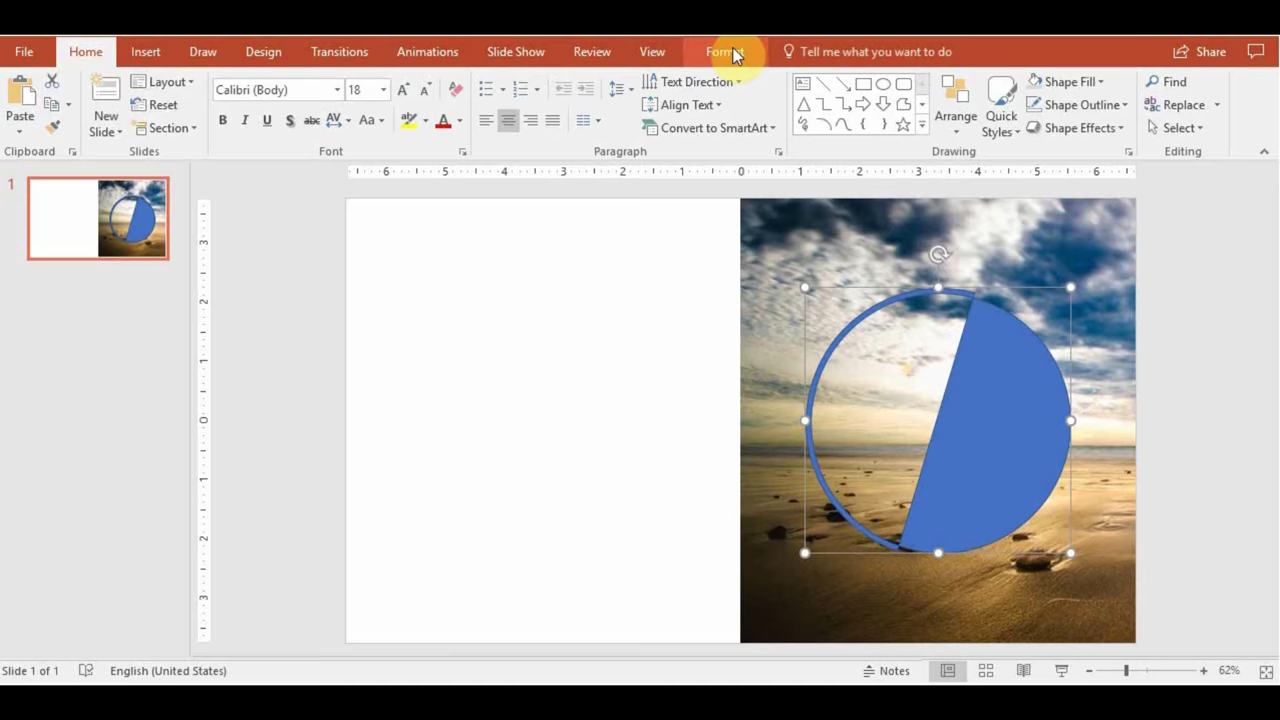 File Home Insert Draw Design Transitions Animations Slide Show Review View Format Tell me what you want to do Share
Paste
Clipboard
New
Slide
Layout
Reset
Section
Slides
Calibri (Body) 18
B I U S abc AV Aa A
Font
Text Direction
Align Text
Convert to SmartArt
Paragraph
Arrange
Quick
Styles
Shape Fill
Shape Outline
Shape Effects
Drawing
Find
Replace
Select
Editing
1
6 5 4 3 2 1 0 1 2 3 4 5 6
3
2
1
0
1
2
3
Slide 1 of 1 English (United States) Notes 62%